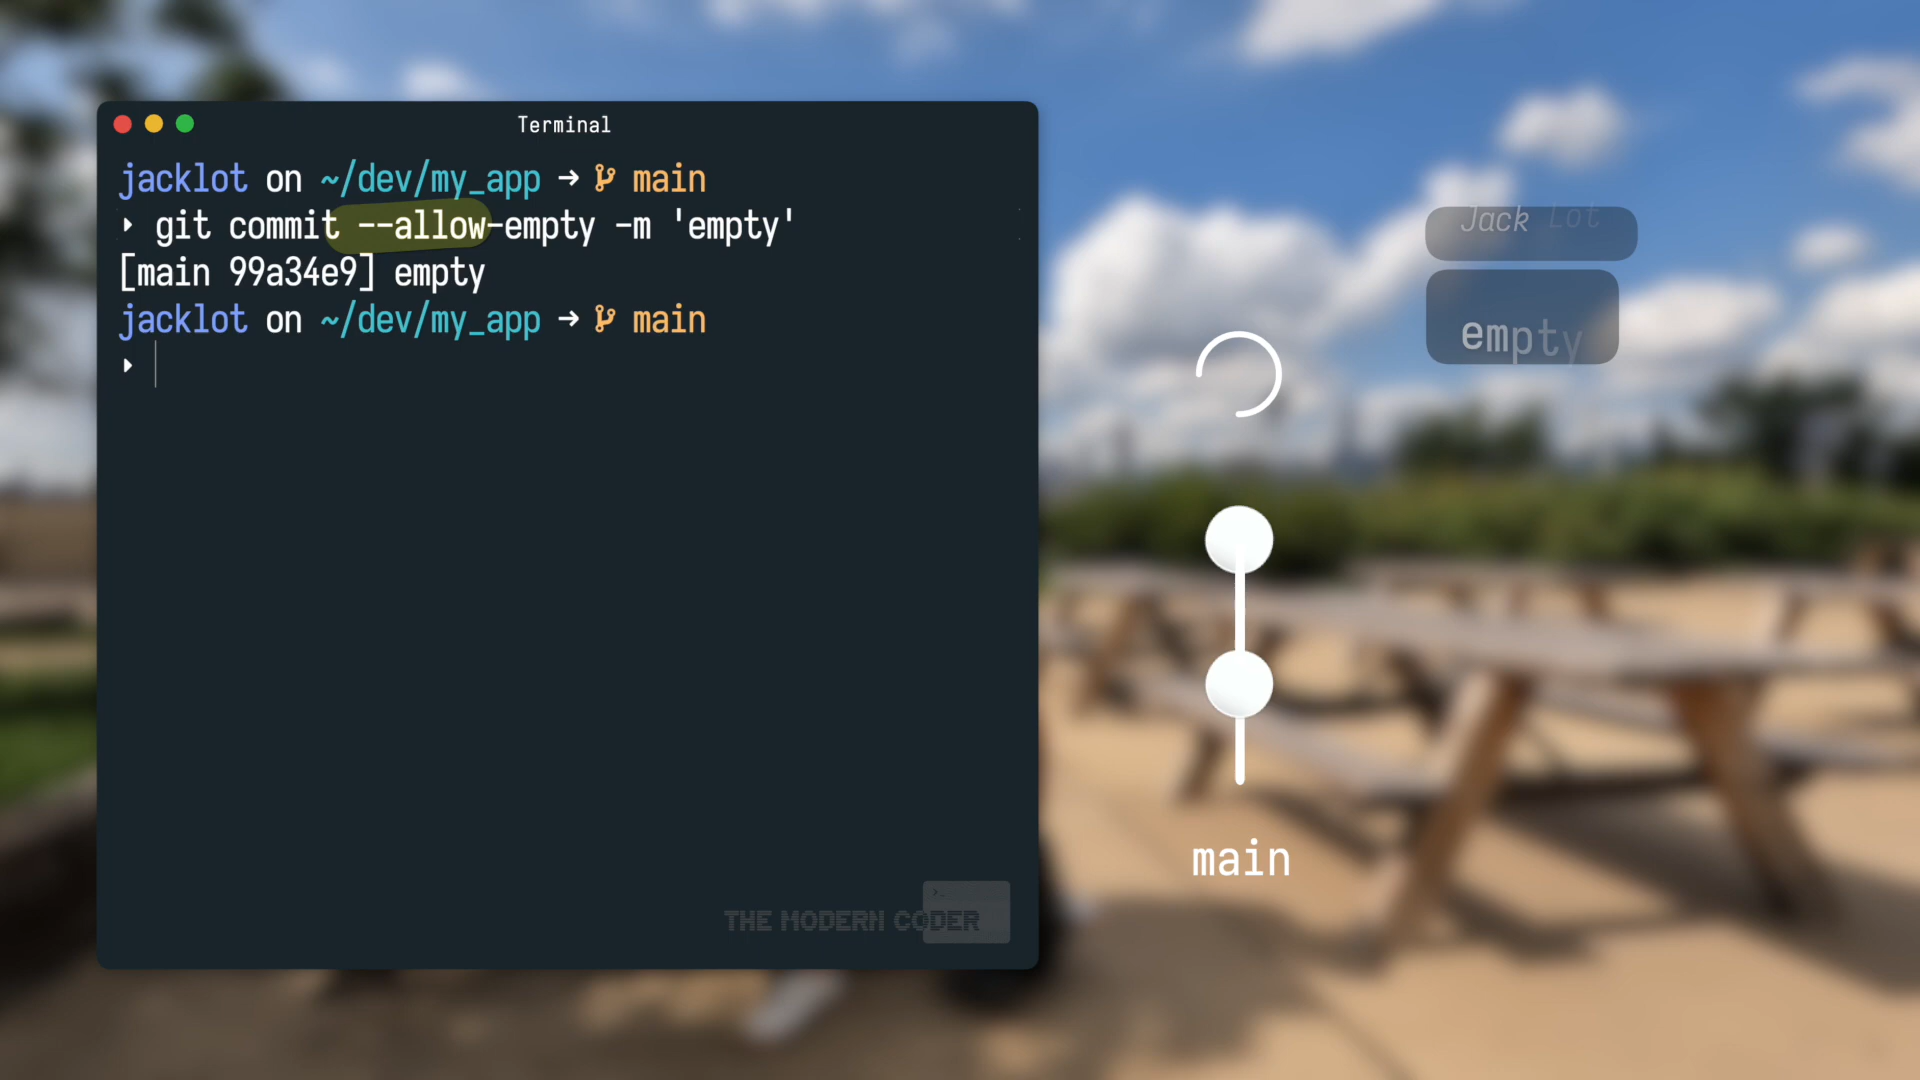 Terminal
jacklot on ~/dev/my_app → main
git commit --allow-empty -m 'empty'
[main 99a34e9] empty
jacklot on ~/dev/my_app → main
Jack Lot
empty
main
THE MODERN CODER